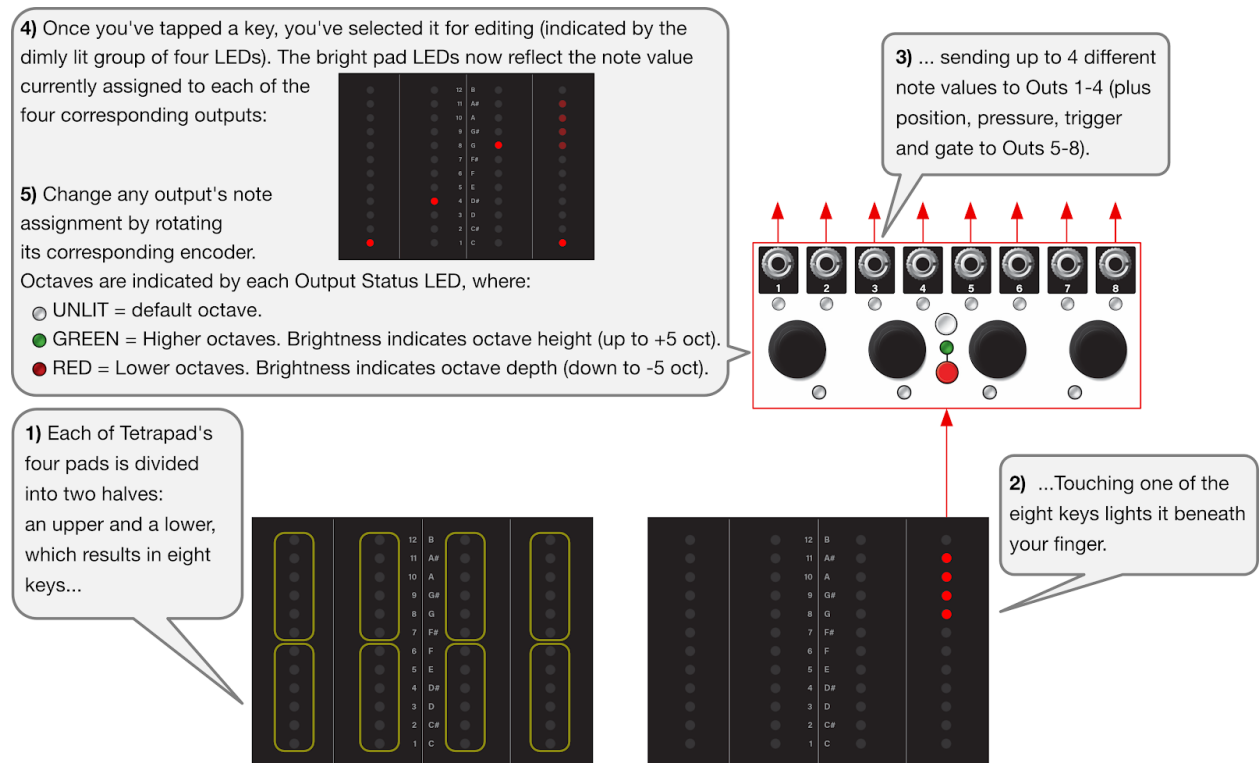 4) Once you've tapped a key, you've selected it for editing (indicated by the
dimly lit group of four LEDs). The bright pad LEDs now reflect the note value
currently assigned to each of the
four corresponding outputs:
12 B
11 A#
10 A
9 G#
8 G
7 F#
6 F
5 E
4 D#
3 D
2 C#
1 C
5) Change any output's note
assignment by rotating
its corresponding encoder.
Octaves are indicated by each Output Status LED, where:
UNLIT = default octave.
GREEN = Higher octaves. Brightness indicates octave height (up to +5 oct).
RED = Lower octaves. Brightness indicates octave depth (down to -5 oct).
3) ... sending up to 4 different
note values to Outs 1-4 (plus
position, pressure, trigger
and gate to Outs 5-8).
1 2 3 4 5 6 7 8
1) Each of Tetrapad's
four pads is divided
into two halves:
an upper and a lower,
which results in eight
keys...
12 B
11 A#
10 A
9 G#
8 G
7 F#
6 F
5 E
4 D#
3 D
2 C#
1 C
2) ...Touching one of the
eight keys lights it beneath
your finger.
12 B
11 A#
10 A
9 G#
8 G
7 F#
6 F
5 E
4 D#
3 D
2 C#
1 C